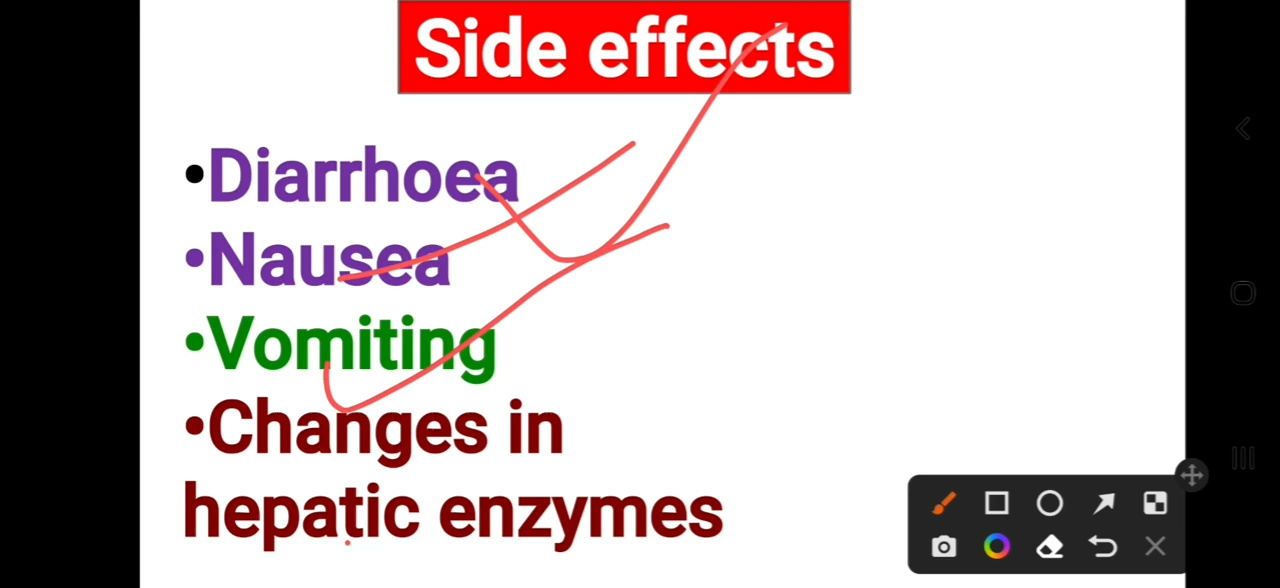 Side effects
•Diarrhoea
•Nausea
•Vomiting
•Changes in
hepatic enzymes